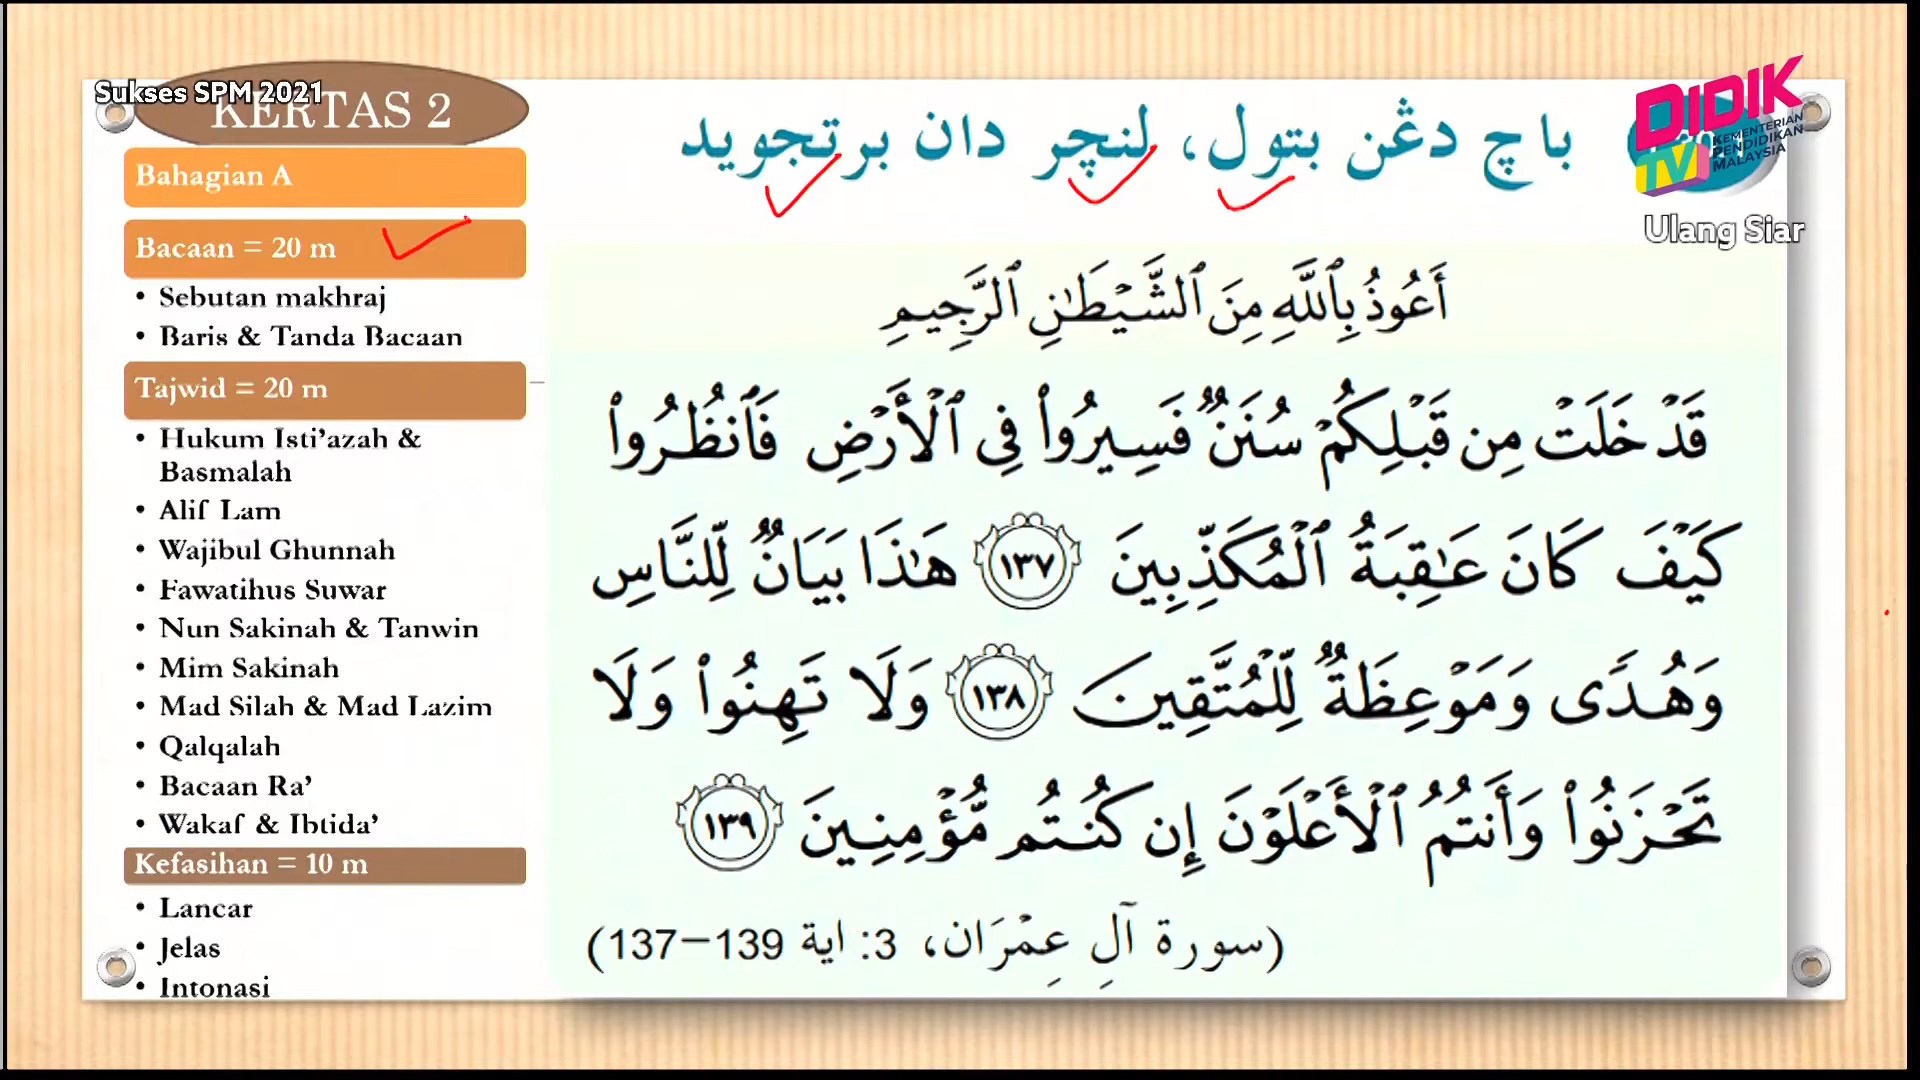 Sukses SPM 2021
KERTAS 2
Bahagian A
Bacaan = 20 m
• Sebutan makhraj
• Baris & Tanda Bacaan
Tajwid = 20 m
• Hukum Isti’azah &
Basmalah
• Alif Lam
• Wajibul Ghunnah
• Fawatihus Suwar
• Nun Sakinah & Tanwin
• Mim Sakinah
• Mad Silah & Mad Lazim
• Qalqalah
• Bacaan Ra’
• Wakaf & Ibtida’
Kefasihan = 10 m
• Lancar
• Jelas
• Intonasi
باچ دڠن بتول، لنچر دان برتجويد
DIDIK
TV
KEMENTERIAN
PENDIDIKAN
MALAYSIA
Ulang Siar
أَعُوذُ بِٱللَّهِ مِنَ ٱلشَّيْطَٰنِ ٱلرَّجِيمِ
قَدْ خَلَتْ مِن قَبْلِكُمْ سُنَنٌ فَسِيرُوا۟ فِى ٱلْأَرْضِ فَٱنظُرُوا۟
كَيْفَ كَانَ عَٰقِبَةُ ٱلْمُكَذِّبِينَ ١٣٧ هَٰذَا بَيَانٌ لِّلنَّاسِ
وَهُدًى وَمَوْعِظَةٌ لِّلْمُتَّقِينَ ١٣٨ وَلَا تَهِنُوا۟ وَلَا
تَحْزَنُوا۟ وَأَنتُمُ ٱلْأَعْلَوْنَ إِن كُنتُم مُّؤْمِنِينَ ١٣٩
(سورة آلِ عِمْرَان، 3: اية 137–139)